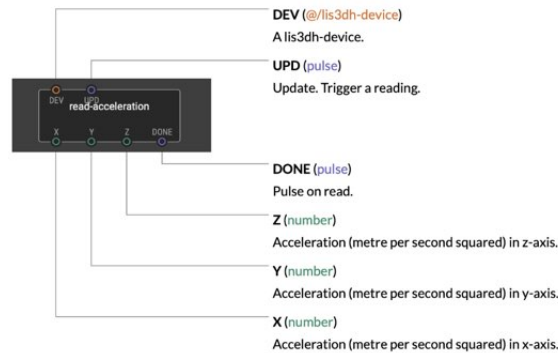 DEV (@/lis3dh-device)
A lis3dh-device.
UPD (pulse)
Update. Trigger a reading.
DEV UPD
read-acceleration
X Y Z DONE
DONE (pulse)
Pulse on read.
Z (number)
Acceleration (metre per second squared) in z-axis.
Y (number)
Acceleration (metre per second squared) in y-axis.
X (number)
Acceleration (metre per second squared) in x-axis.